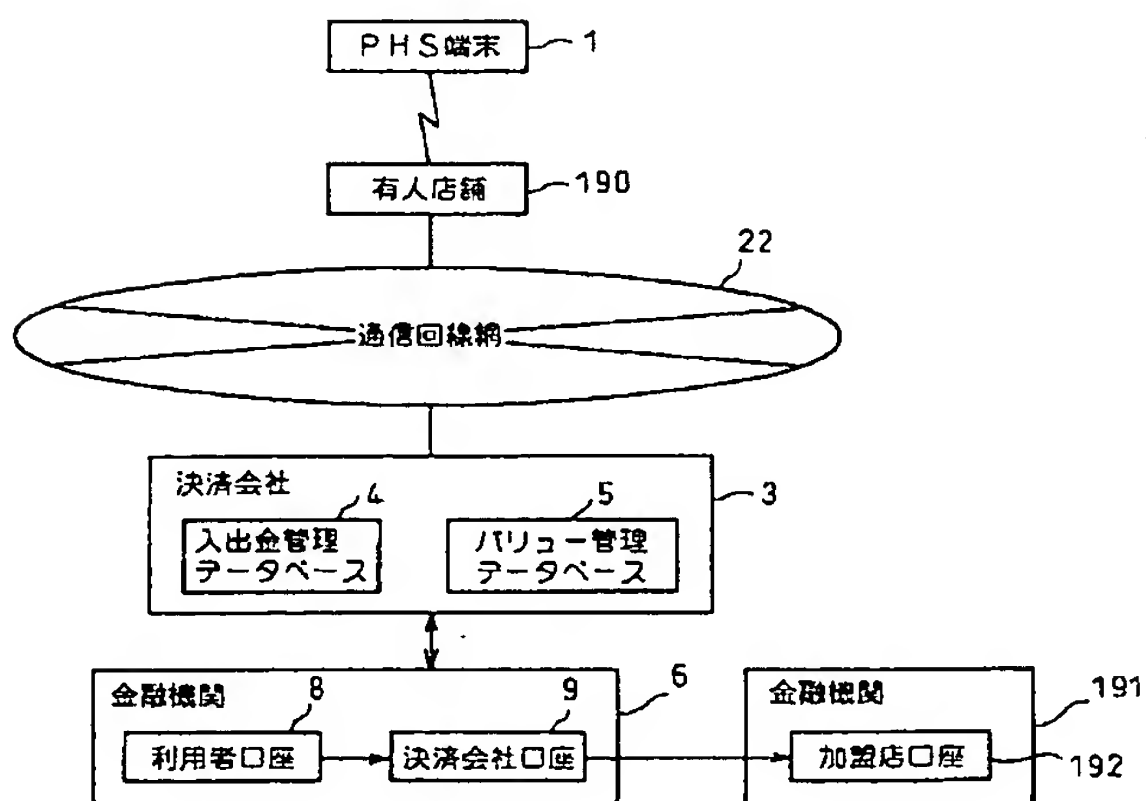 PHS端末
1
有人店舗
190
22
通信回線網
決済会社
3
4
5
入出金管理
データベース
バリュー管理
データベース
金融機関
8
9
6
利用者口座
決済会社口座
金融機関
191
加盟店口座
192